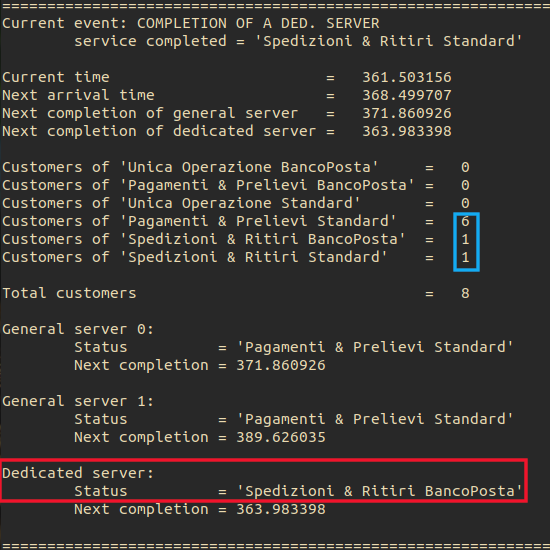 Current event: COMPLETION OF A DED. SERVER
service completed = 'Spedizioni & Ritiri Standard'
Current time = 361.503156
Next arrival time = 368.499707
Next completion of general server = 371.860926
Next completion of dedicated server = 363.983398
Customers of 'Unica Operazione BancoPosta' = 0
Customers of 'Pagamenti & Prelievi BancoPosta' = 0
Customers of 'Unica Operazione Standard' = 0
Customers of 'Pagamenti & Prelievi Standard' = 6
Customers of 'Spedizioni & Ritiri BancoPosta' = 1
Customers of 'Spedizioni & Ritiri Standard' = 1
Total customers = 8
General server 0:
Status = 'Pagamenti & Prelievi Standard'
Next completion = 371.860926
General server 1:
Status = 'Pagamenti & Prelievi Standard'
Next completion = 389.626035
Dedicated server:
Status = 'Spedizioni & Ritiri BancoPosta'
Next completion = 363.983398